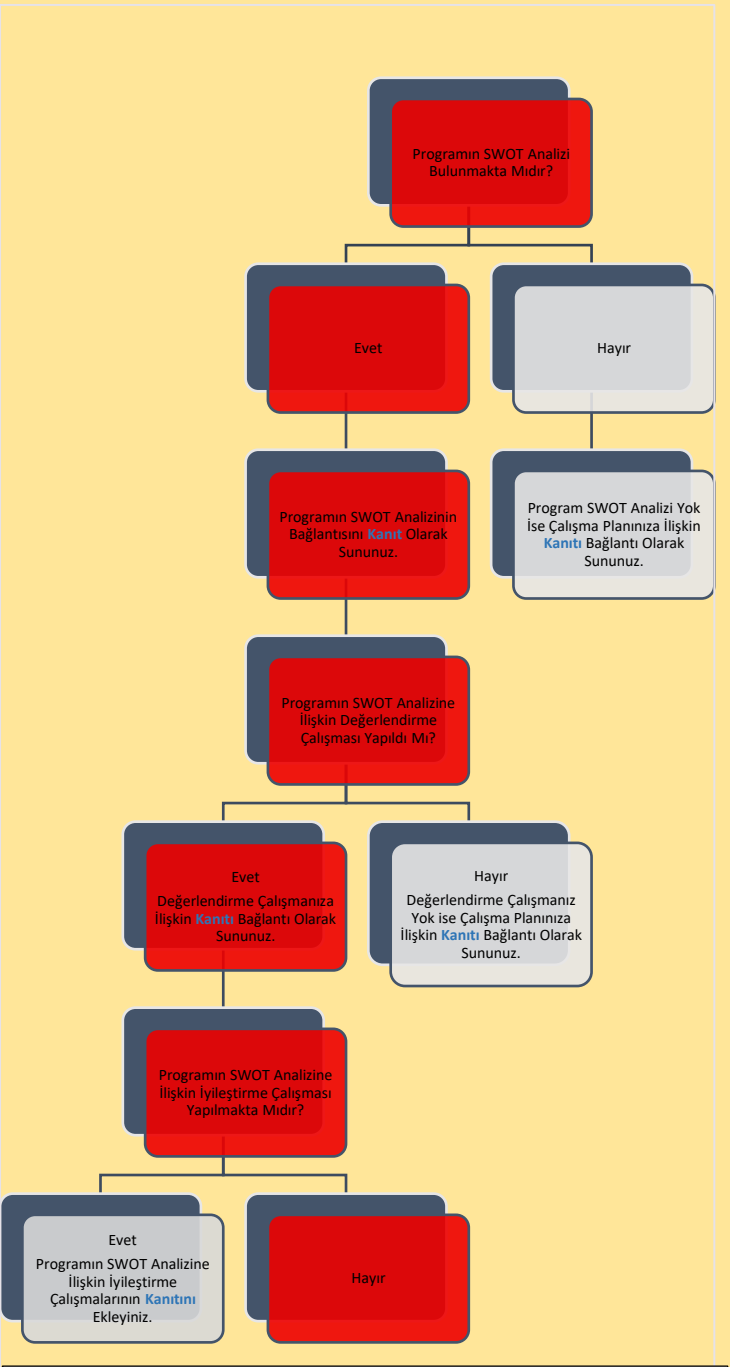 Programın SWOT Analizi
Bulunmakta Mıdır?
Evet
Hayır
Programın SWOT Analizinin
Bağlantısını Kanıt Olarak
Sununuz.
Program SWOT Analizi Yok
İse Çalışma Planınıza İlişkin
Kanıtı Bağlantı Olarak
Sununuz.
Programın SWOT Analizine
İlişkin Değerlendirme
Çalışması Yapıldı Mı?
Evet
Değerlendirme Çalışmanıza
İlişkin Kanıtı Bağlantı Olarak
Sununuz.
Hayır
Değerlendirme Çalışmanız
Yok ise Çalışma Planınıza
İlişkin Kanıtı Bağlantı Olarak
Sununuz.
Programın SWOT Analizine
İlişkin İyileştirme Çalışması
Yapılmakta Mıdır?
Evet
Programın SWOT Analizine
İlişkin İyileştirme
Çalışmalarının Kanıtını
Ekleyiniz.
Hayır